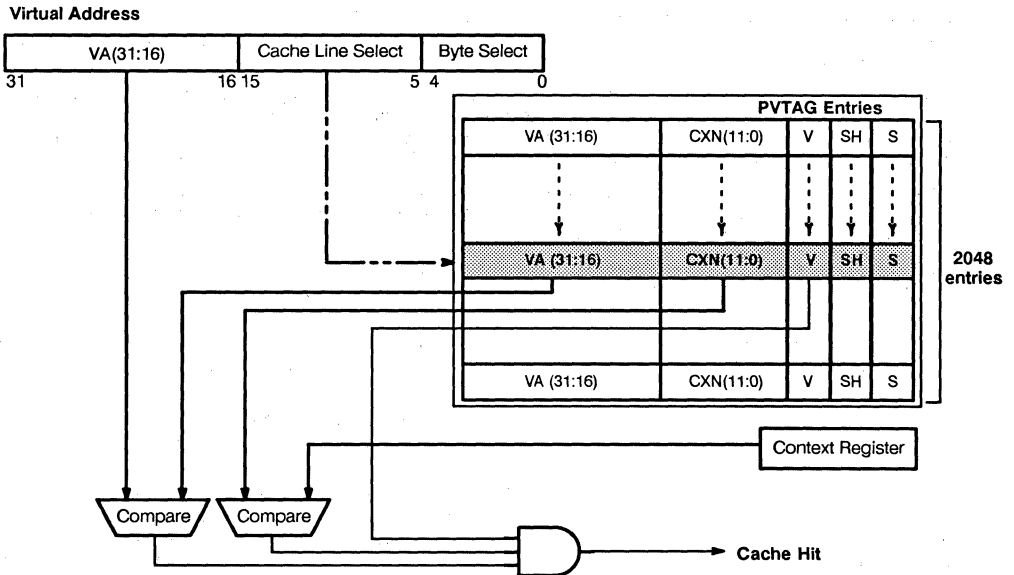 Virtual Address
VA(31:16) Cache Line Select Byte Select
31 16 15 5 4 0
PVTAG Entries
VA (31:16) CXN(11:0) V SH S
VA (31:16) CXN(11:0) V SH S
2048
entries
VA (31:16) CXN(11:0) V SH S
Context Register
Compare Compare
Cache Hit